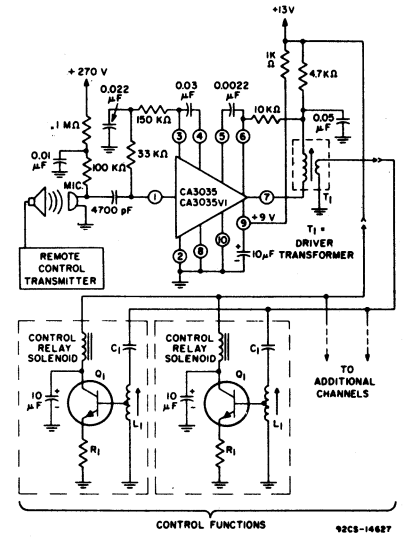 +13V
+270 V
0.022
μF
0.03
μF
0.0022
μF
1K
Ω
4.7KΩ
.1 MΩ
150 KΩ
10KΩ
0.05
μF
0.01
μF
100 KΩ
33 KΩ
MIC.
4700 pF
3
4
5
6
1
CA3035
CA3035V1
7
T1
2
8
10
9
+9 V
10μF
T1 =
DRIVER
TRANSFORMER
REMOTE
CONTROL
TRANSMITTER
CONTROL
RELAY
SOLENOID
C1
Q1
10
μF
L1
R1
CONTROL
RELAY
SOLENOID
C1
Q1
10
μF
L1
R1
TO
ADDITIONAL
CHANNELS
CONTROL FUNCTIONS
92CS-14627